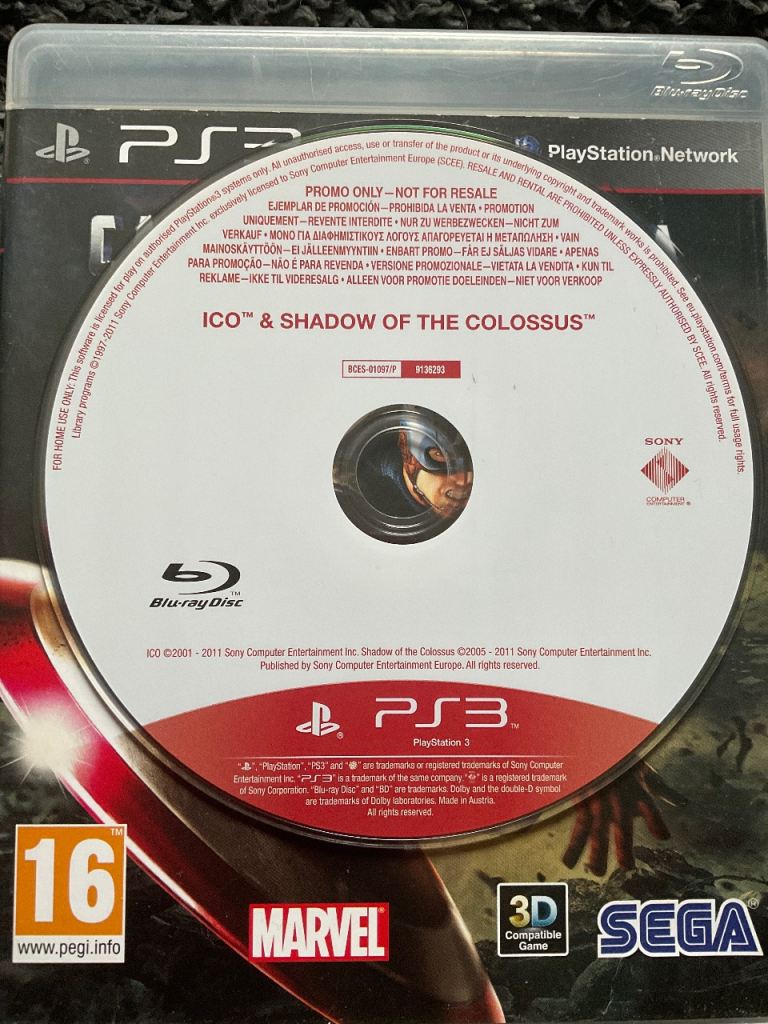 Blu-ray Disc
PS3
PlayStation®Network
FOR HOME USE ONLY: This software is licensed for play on authorised PlayStation®3 systems only. All unauthorised access, use or transfer of the product or its underlying copyright and trademark works is prohibited. See eu.playstation.com/terms for full usage rights.
Library programs ©1997-2011 Sony Computer Entertainment Inc. exclusively licensed to Sony Computer Entertainment Europe (SCEE). RESALE AND RENTAL ARE PROHIBITED UNLESS EXPRESSLY AUTHORISED BY SCEE. All rights reserved.
PROMO ONLY – NOT FOR RESALE
EJEMPLAR DE PROMOCIÓN – PROHIBIDA LA VENTA • PROMOTION
UNIQUEMENT – REVENTE INTERDITE • NUR ZU WERBEZWECKEN – NICHT ZUM
VERKAUF • ΜΟΝΟ ΓΙΑ ΔΙΑΦΗΜΙΣΤΙΚΟΥΣ ΛΟΓΟΥΣ ΑΠΑΓΟΡΕΥΕΤΑΙ Η ΜΕΤΑΠΩΛΗΣΗ • VAIN
MAINOSKÄYTTÖÖN – EI JÄLLEENMYYNTIIN • ENBART PROMO – FÅR EJ SÄLJAS VIDARE • APENAS
PARA PROMOÇÃO – NÃO É PARA REVENDA • VERSIONE PROMOZIONALE – VIETATA LA VENDITA • KUN TIL
REKLAME – IKKE TIL VIDERESALG • ALLEEN VOOR PROMOTIE DOELEINDEN – NIET VOOR VERKOOP
ICO™ & SHADOW OF THE COLOSSUS™
BCES-01097/P 9136293
SONY
COMPUTER
ENTERTAINMENT®
Blu-ray Disc™
ICO ©2001 - 2011 Sony Computer Entertainment Inc. Shadow of the Colossus ©2005 - 2011 Sony Computer Entertainment Inc.
Published by Sony Computer Entertainment Europe. All rights reserved.
PS3™
PlayStation 3
"", "PlayStation", "PS3" and "" are trademarks or registered trademarks of Sony Computer
Entertainment Inc. "PS3" is a trademark of the same company. "" is a registered trademark
of Sony Corporation. "Blu-ray Disc" and "BD" are trademarks. Dolby and the double-D symbol
are trademarks of Dolby laboratories. Made in Austria.
All rights reserved.
16™
www.pegi.info
MARVEL
3D
Compatible
Game
SEGA®